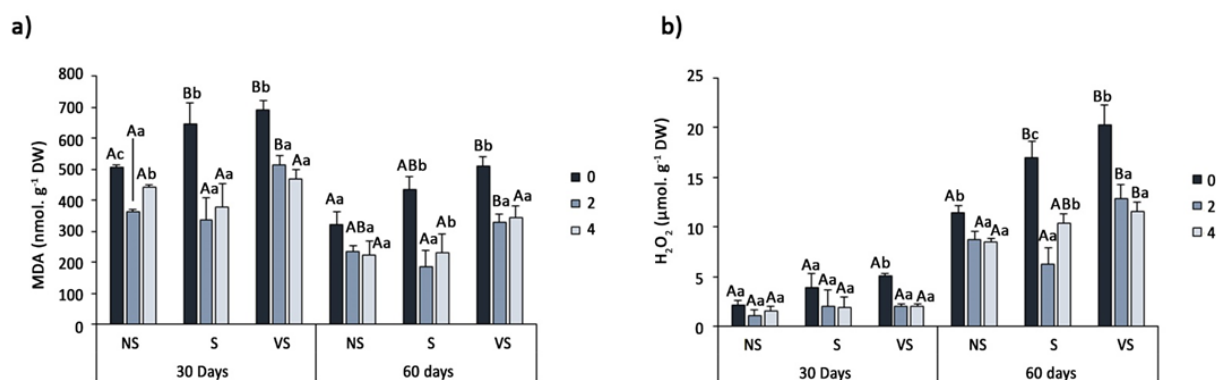 a)
MDA (nmol. g⁻¹ DW)
800
700
600
500
400
300
200
100
0
Ac
Aa
Ab
Bb
Aa
Aa
Bb
Ba
Aa
Aa
ABa
Aa
ABb
Aa
Ab
Bb
Ba
Aa
NS
S
VS
NS
S
VS
30 Days
60 days
0
2
4
b)
H₂O₂ (µmol. g⁻¹ DW)
25
20
15
10
5
0
Aa
Aa
Aa
Aa
Aa
Aa
Ab
Aa
Aa
Ab
Aa
Aa
Bc
Aa
ABb
Bb
Ba
Ba
NS
S
VS
NS
S
VS
30 Days
60 days
0
2
4